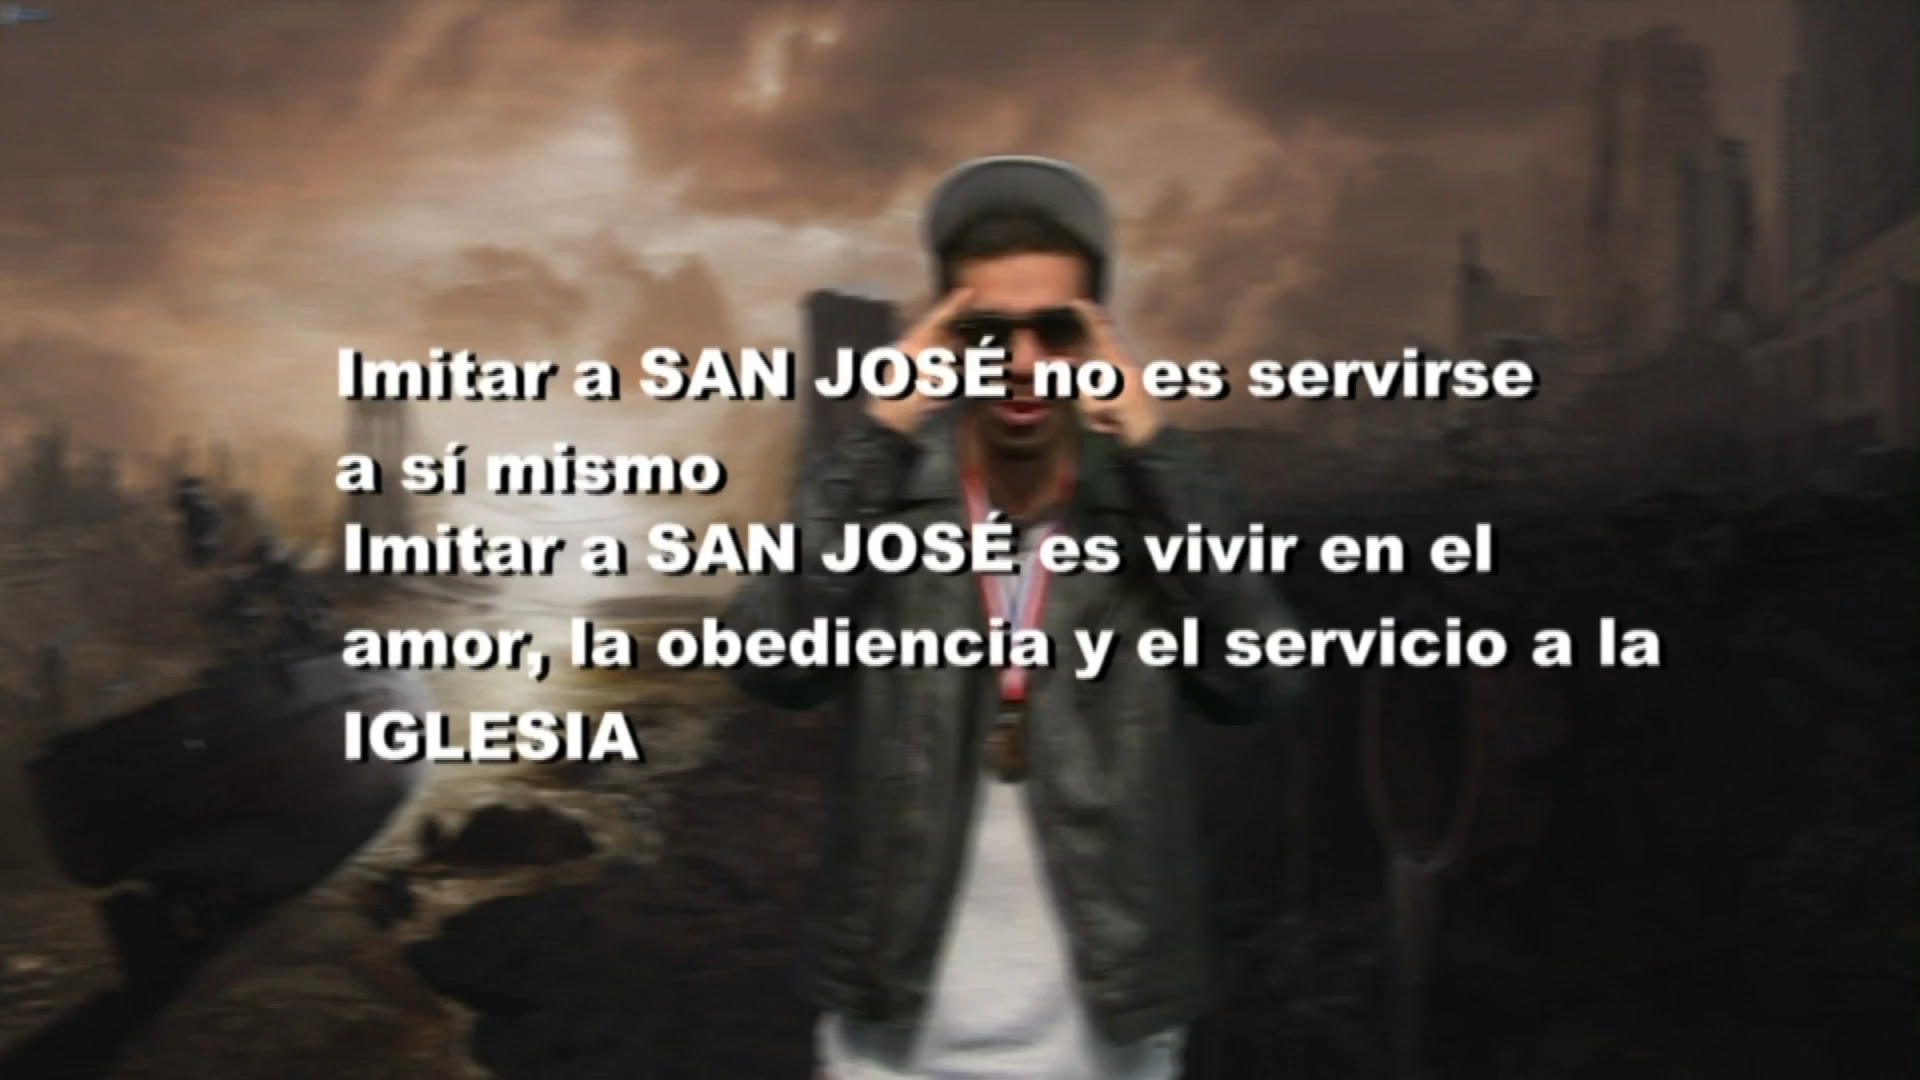 Imitar a SAN JOSÉ no es servirse
a sí mismo
Imitar a SAN JOSÉ es vivir en el
amor, la obediencia y el servicio a la
IGLESIA